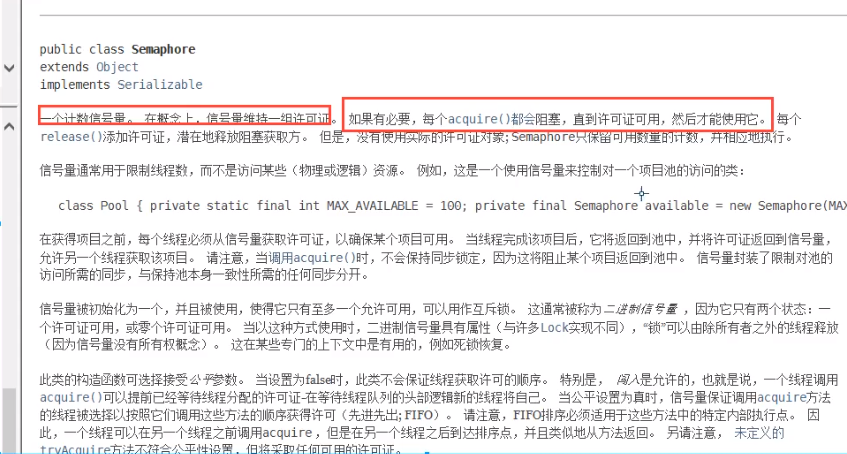 public class Semaphore
extends Object
implements Serializable
一个计数信号量。 在概念上，信号量维持一组许可证。 如果有必要，每个acquire()都会阻塞，直到许可证可用，然后才能使用它。 每个
release()添加许可证，潜在地释放阻塞获取方。 但是，没有使用实际的许可证对象; Semaphore只保留可用数量的计数，并相应地执行。
信号量通常用于限制线程数，而不是访问某些（物理或逻辑）资源。 例如，这是一个使用信号量来控制对一个项目池的访问的类:
class Pool { private static final int MAX_AVAILABLE = 100; private final Semaphore available = new Semaphore(MAX
在获得项目之前，每个线程必须从信号量获取许可证，以确保某个项目可用。 当线程完成该项目后，它将返回到池中，并将许可证返回到信号量，
允许另一个线程获取该项目。 请注意，当调用acquire()时，不会保持同步锁定，因为这将阻止某个项目返回到池中。 信号量封装了限制对池的
访问所需的同步，与保持池本身一致性所需的任何同步分开。
信号量被初始化为一个，并且被使用，使得它只有至多一个允许可用，可以用作互斥锁。 这通常被称为二进制信号量 ，因为它只有两个状态：一
个许可证可用，或零个许可证可用。 当以这种方式使用时，二进制信号量具有属性（与许多Lock实现不同），“锁”可以由除所有者之外的线程释放
（因为信号量没有所有权概念）。 这在某些专门的上下文中是有用的，例如死锁恢复。
此类的构造函数可选择接受公平参数。 当设置为false时，此类不会保证线程获取许可的顺序。 特别是， 闯入是允许的，也就是说，一个线程调用
acquire()可以提前已经等待线程分配的许可证-在等待线程队列的头部逻辑新的线程将自己。 当公平设置为真时，信号量保证调用acquire方法
的线程被选择以按照它们调用这些方法的顺序获得许可（先进先出; FIFO）。 请注意，FIFO排序必须适用于这些方法中的特定内部执行点。 因
此，一个线程可以在另一个线程之前调用acquire ，但是在另一个线程之后到达排序点，并且类似地从方法返回。 另请注意， 未定义的
tryAcquire方法不符合公平性设置，但将采取任何可用的许可证。